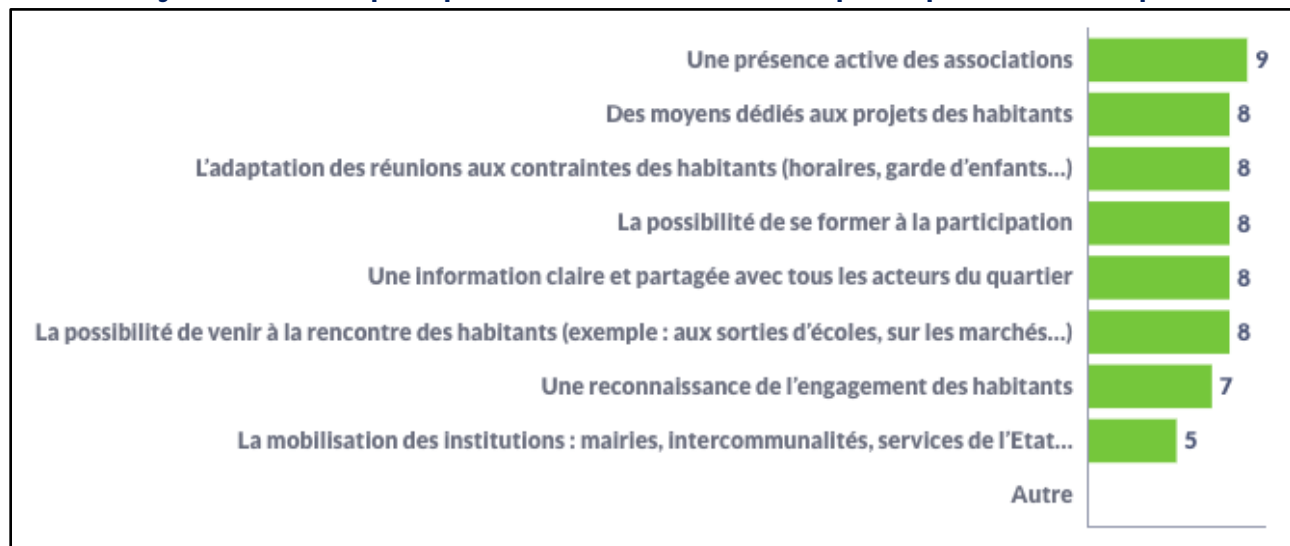 Une présence active des associations 9
Des moyens dédiés aux projets des habitants 8
L'adaptation des réunions aux contraintes des habitants (horaires, garde d'enfants...) 8
La possibilité de se former à la participation 8
Une information claire et partagée avec tous les acteurs du quartier 8
La possibilité de venir à la rencontre des habitants (exemple : aux sorties d'écoles, sur les marchés...) 8
Une reconnaissance de l'engagement des habitants 7
La mobilisation des institutions : mairies, intercommunalités, services de l'Etat... 5
Autre